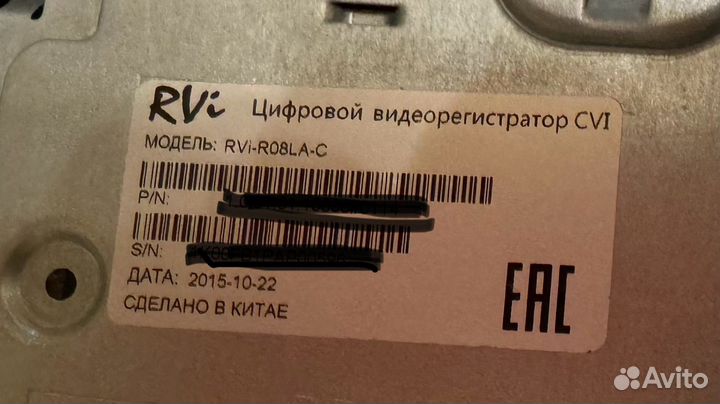 RVi Цифровой видеорегистратор CVI
МОДЕЛЬ: RVi-R08LA-C
P/N:
S/N:
ДАТА: 2015-10-22
СДЕЛАНО В КИТАЕ
EAC
Avito